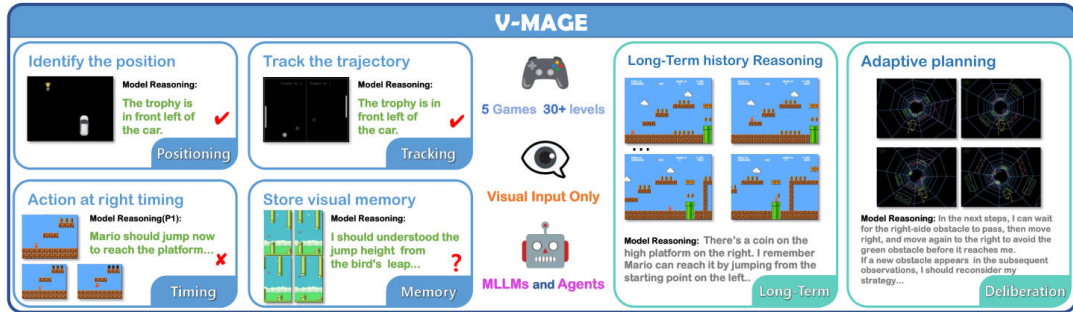 V-MAGE
Identify the position
Model Reasoning:
The trophy is
in front left of
the car.
Positioning
Track the trajectory
Model Reasoning:
The trophy is in
front left of
the car.
Tracking
Action at right timing
Model Reasoning(P1):
Mario should jump now
to reach the platform...
Timing
Store visual memory
Model Reasoning:
I should understood the
jump height from
the bird's leap...
?
Memory
5 Games 30+ levels
Visual Input Only
MLLMs and Agents
Long-Term history Reasoning
...
Model Reasoning: There's a coin on the
high platform on the right. I remember
Mario can reach it by jumping from the
starting point on the left..
Long-Term
Adaptive planning
Model Reasoning: In the next steps, I can wait
for the right-side obstacle to pass, then move
right, and move again to the right to avoid the
green obstacle before it reaches me.
If a new obstacle appears in the subsequent
observations, I should reconsider my
strategy...
Deliberation